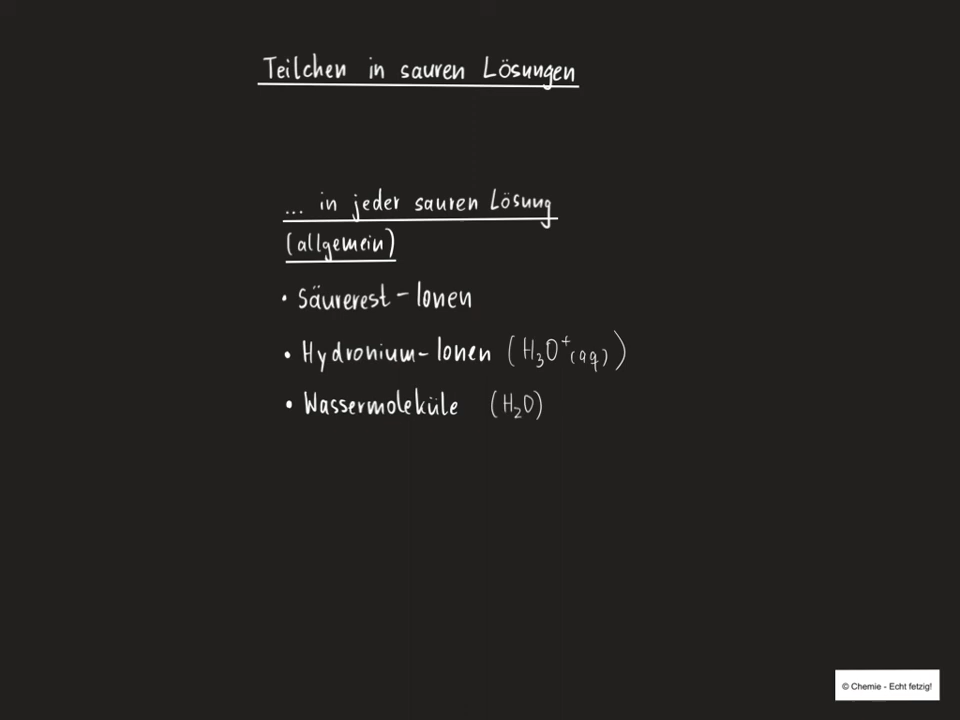 Teilchen in sauren Lösungen
... in jeder sauren Lösung
(allgemein)
• Säurerest-Ionen
• Hydronium-Ionen (H₃O⁺(aq))
• Wassermoleküle (H₂O)
© Chemie - Echt fetzig!